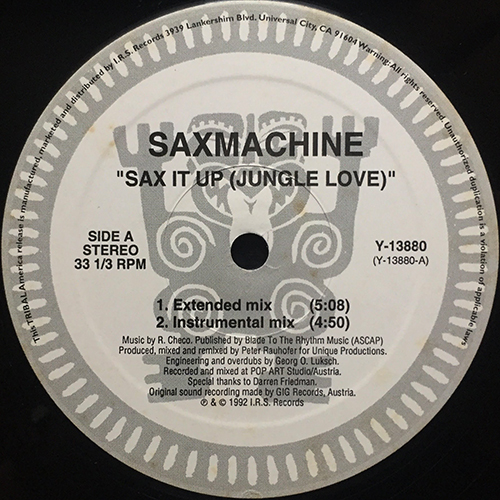 This TRIBAL America release is manufactured, marketed and distributed by I.R.S. Records 3939 Lankershim Blvd. Universal City, CA 91604 Warning: All rights reserved. Unauthorized duplication is a violation of applicable laws
SAXMACHINE
"SAX IT UP (JUNGLE LOVE)"
SIDE A
STEREO
33 1/3 RPM
Y-13880
(Y-13880-A)
1. Extended mix (5:08)
2. Instrumental mix (4:50)
Music by R. Checo. Published by Blade To The Rhythm Music (ASCAP)
Produced, mixed and remixed by Peter Rauhofer for Unique Productions.
Engineering and overdubs by Georg O. Luksch.
Recorded and mixed at POP ART Studio/Austria.
Special thanks to Darren Friedman.
Original sound recording made by GIG Records, Austria.
℗ & © 1992 I.R.S. Records